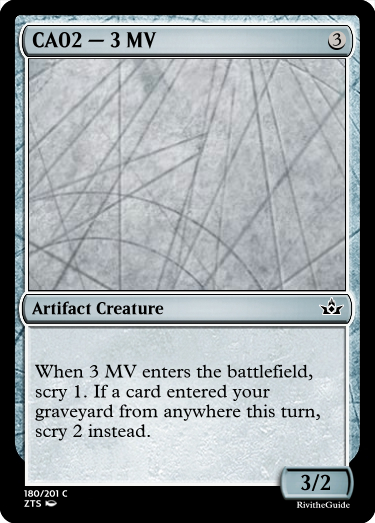 CA02 — 3 MV
3
Artifact Creature
When 3 MV enters the battlefield,
scry 1. If a card entered your
graveyard from anywhere this turn,
scry 2 instead.
3/2
180/201 C
ZTS
RivitheGuide